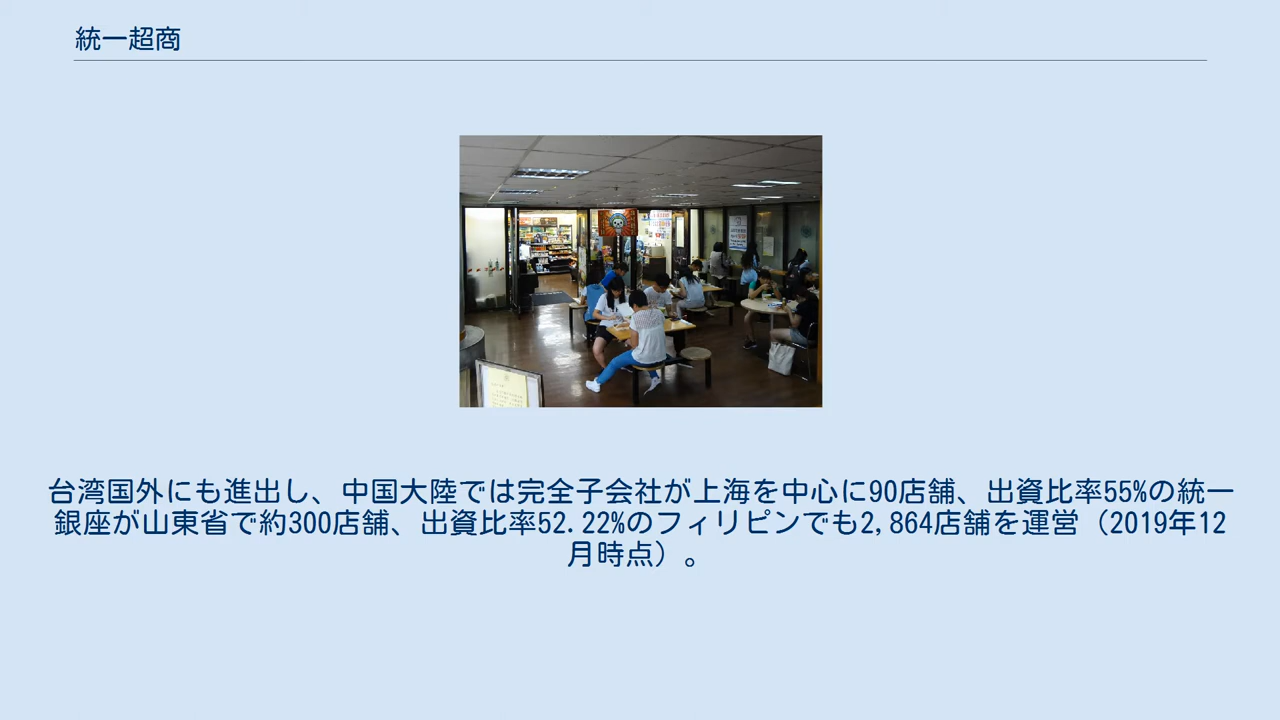 統一超商
台湾国外にも進出し、中国大陸では完全子会社が上海を中心に90店舗、出資比率55%の統一
銀座が山東省で約300店舗、出資比率52.22%のフィリピンでも2,864店舗を運営（2019年12
月時点）。